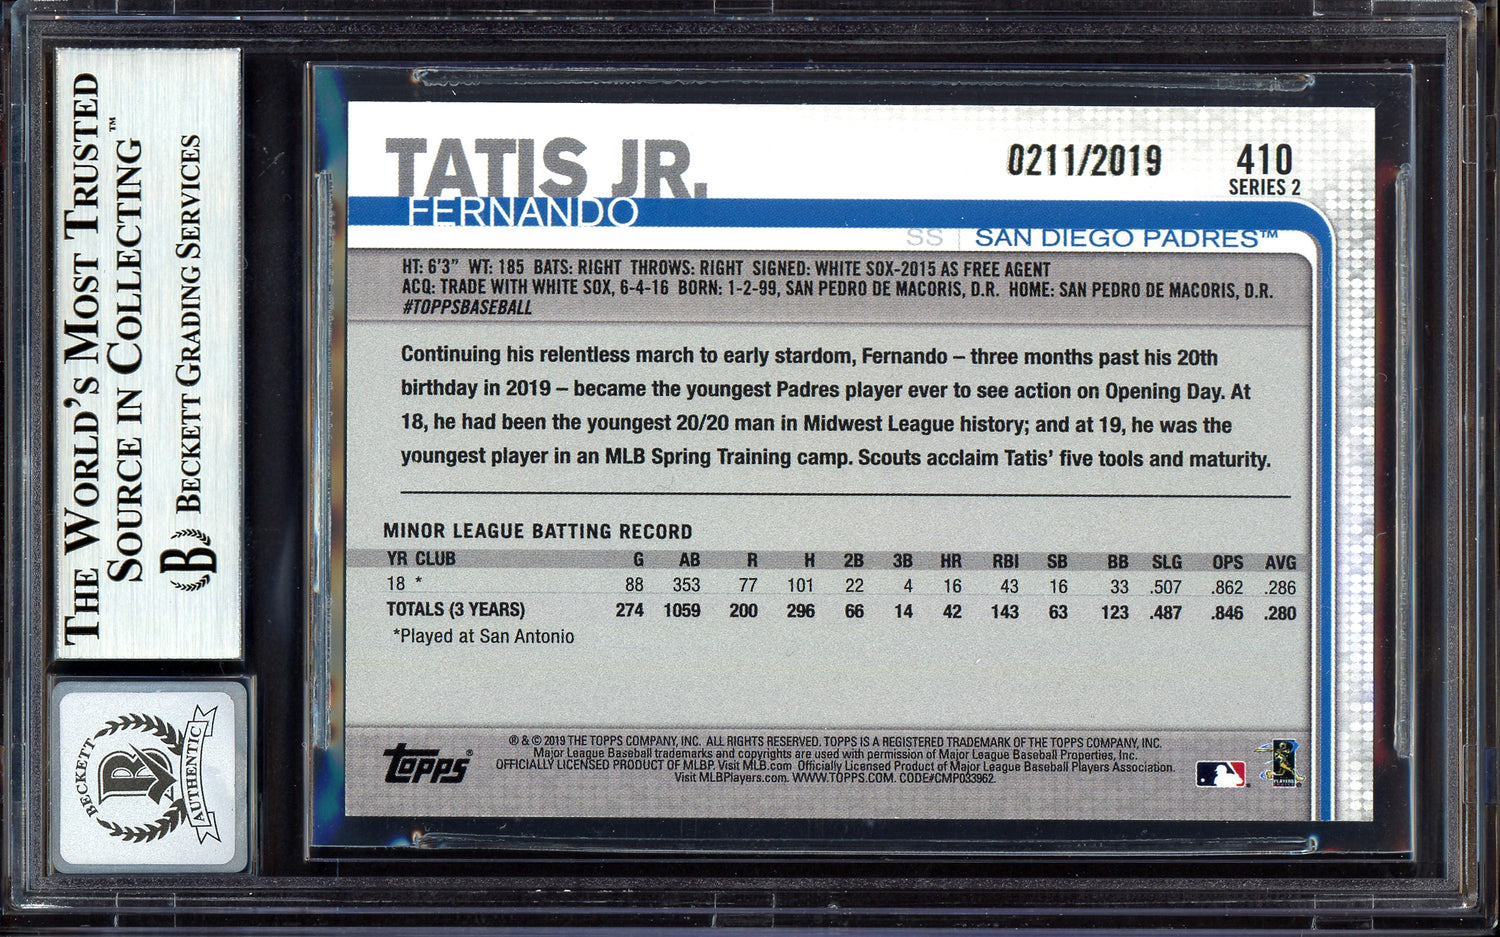 THE WORLD'S MOST TRUSTED
SOURCE IN COLLECTING™
BECKETT GRADING SERVICES
B
BECKETT
B
AUTHENTIC
TATIS JR.
FERNANDO
0211/2019
410
SERIES 2
SS | SAN DIEGO PADRES™
HT: 6'3" WT: 185 BATS: RIGHT THROWS: RIGHT SIGNED: WHITE SOX-2015 AS FREE AGENT
ACQ: TRADE WITH WHITE SOX, 6-4-16 BORN: 1-2-99, SAN PEDRO DE MACORIS, D.R. HOME: SAN PEDRO DE MACORIS, D.R.
#TOPPSBASEBALL
Continuing his relentless march to early stardom, Fernando – three months past his 20th
birthday in 2019 – became the youngest Padres player ever to see action on Opening Day. At
18, he had been the youngest 20/20 man in Midwest League history; and at 19, he was the
youngest player in an MLB Spring Training camp. Scouts acclaim Tatis' five tools and maturity.
MINOR LEAGUE BATTING RECORD
YR CLUB G AB R H 2B 3B HR RBI SB BB SLG OPS AVG
18 * 88 353 77 101 22 4 16 43 16 33 .507 .862 .286
TOTALS (3 YEARS) 274 1059 200 296 66 14 42 143 63 123 .487 .846 .280
*Played at San Antonio
topps®
® & © 2019 THE TOPPS COMPANY, INC. ALL RIGHTS RESERVED. TOPPS IS A REGISTERED TRADEMARK OF THE TOPPS COMPANY, INC.
Major League Baseball trademarks and copyrights are used with permission of Major League Baseball Properties, Inc.
OFFICIALLY LICENSED PRODUCT OF MLBP. Visit MLB.com Officially Licensed Product of Major League Baseball Players Association.
Visit MLBPlayers.com. WWW.TOPPS.COM. CODE#CMP033962.
PLAYERS